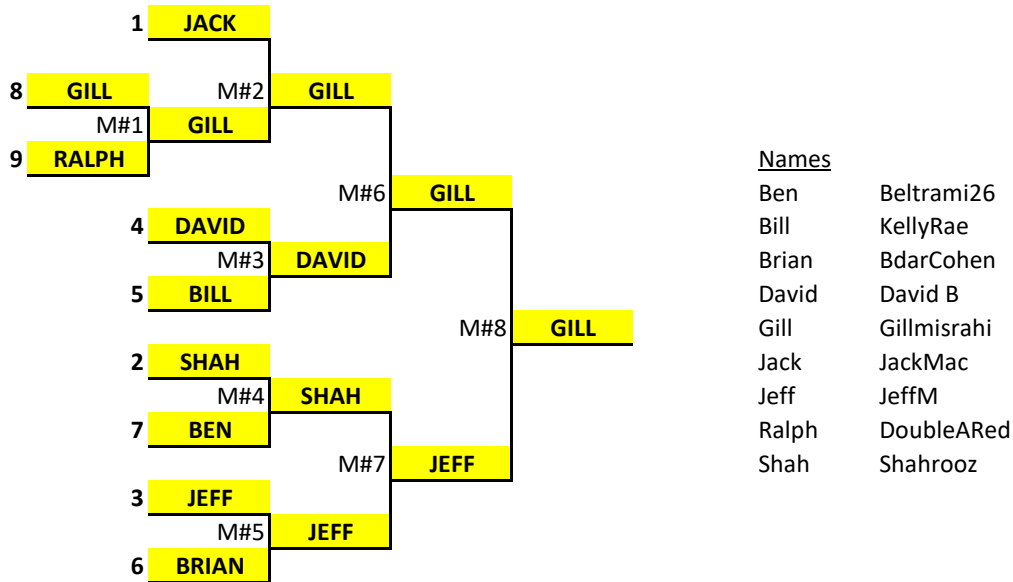 1 JACK
8 GILL M#2 GILL
M#1 GILL
9 RALPH
M#6 GILL
4 DAVID
M#3 DAVID
5 BILL
M#8 GILL
2 SHAH
M#4 SHAH
7 BEN
M#7 JEFF
3 JEFF
M#5 JEFF
6 BRIAN
Names
Ben Beltrami26
Bill KellyRae
Brian BdarCohen
David David B
Gill Gillmisrahi
Jack JackMac
Jeff JeffM
Ralph DoubleARed
Shah Shahrooz